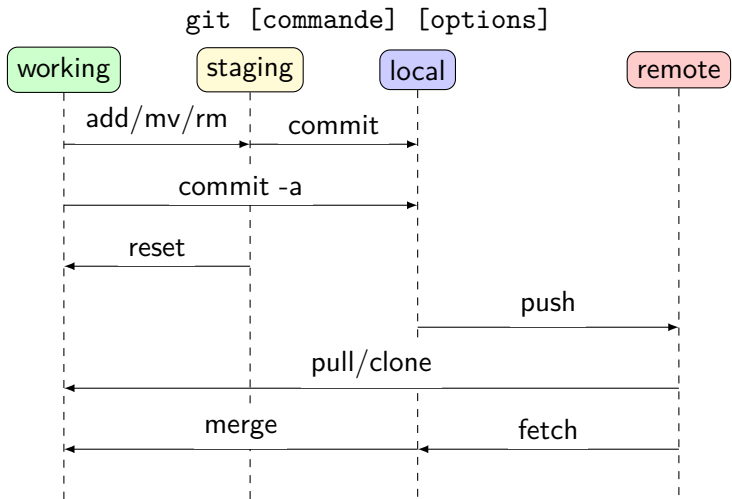 git [commande] [options]
working staging local remote
add/mv/rm commit
commit -a
reset
push
pull/clone
merge fetch